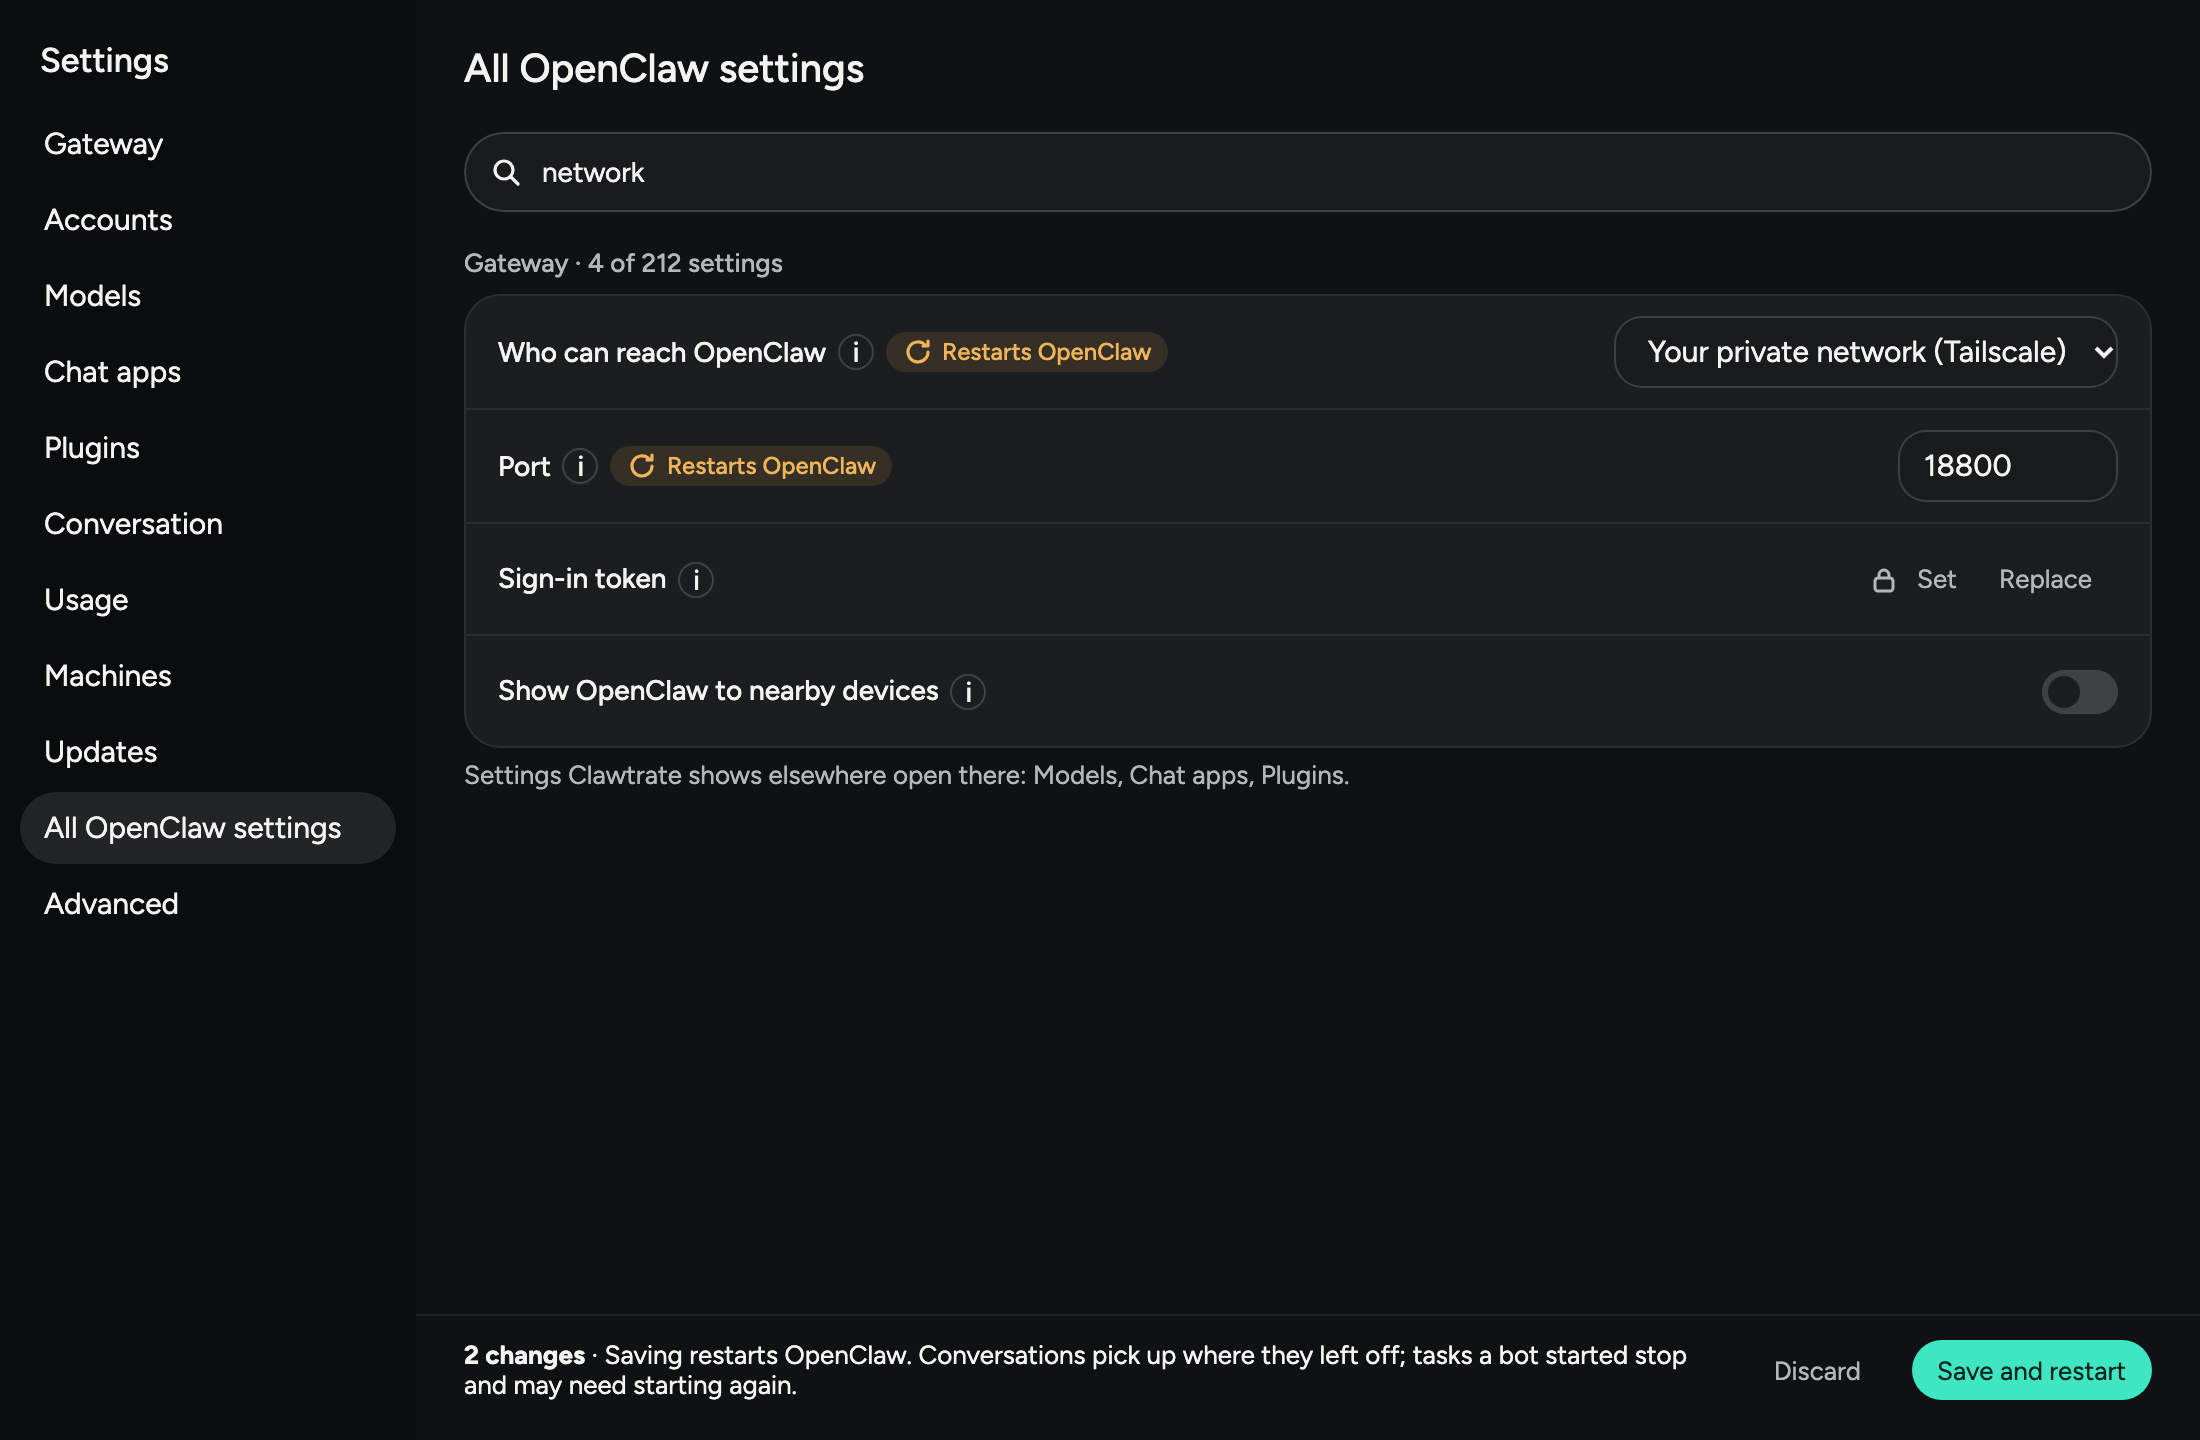 Settings
Gateway
Accounts
Models
Chat apps
Plugins
Conversation
Usage
Machines
Updates
All OpenClaw settings
Advanced
All OpenClaw settings
network
Gateway · 4 of 212 settings
Who can reach OpenClaw i Restarts OpenClaw Your private network (Tailscale)
Port i Restarts OpenClaw 18800
Sign-in token i Set Replace
Show OpenClaw to nearby devices i
Settings Clawtrate shows elsewhere open there: Models, Chat apps, Plugins.
2 changes · Saving restarts OpenClaw. Conversations pick up where they left off; tasks a bot started stop
and may need starting again.
Discard
Save and restart